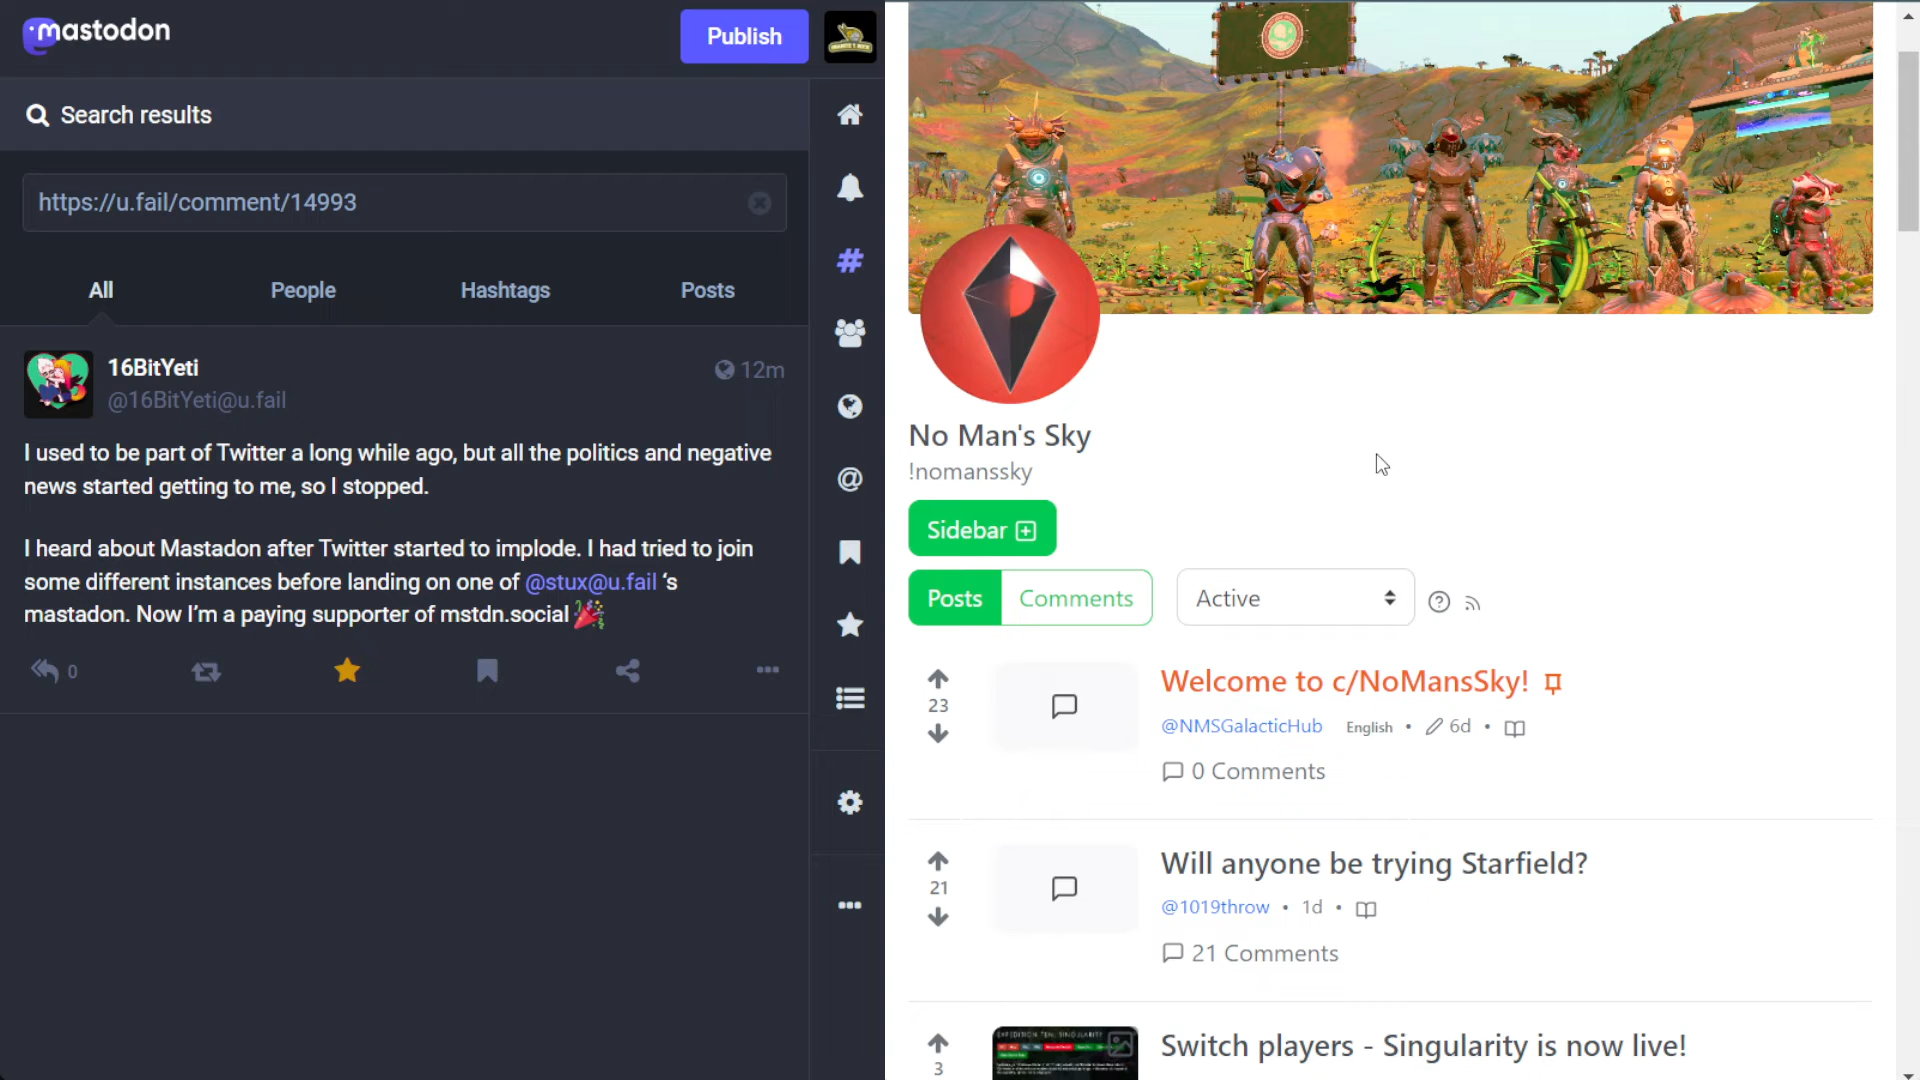 mastodon
Publish
Search results
https://u.fail/comment/14993
All
People
Hashtags
Posts
16BitYeti
12m
@16BitYeti@u.fail
I used to be part of Twitter a long while ago, but all the politics and negative
news started getting to me, so I stopped.
I heard about Mastadon after Twitter started to implode. I had tried to join
some different instances before landing on one of @stux@u.fail ‘s
mastadon. Now I’m a paying supporter of mstdn.social 🎉
0
No Man's Sky
!nomanssky
Sidebar
Posts
Comments
Active
23
Welcome to c/NoMansSky!
@NMSGalacticHub English • 6d •
0 Comments
21
Will anyone be trying Starfield?
@1019throw • 1d •
21 Comments
3
Switch players - Singularity is now live!